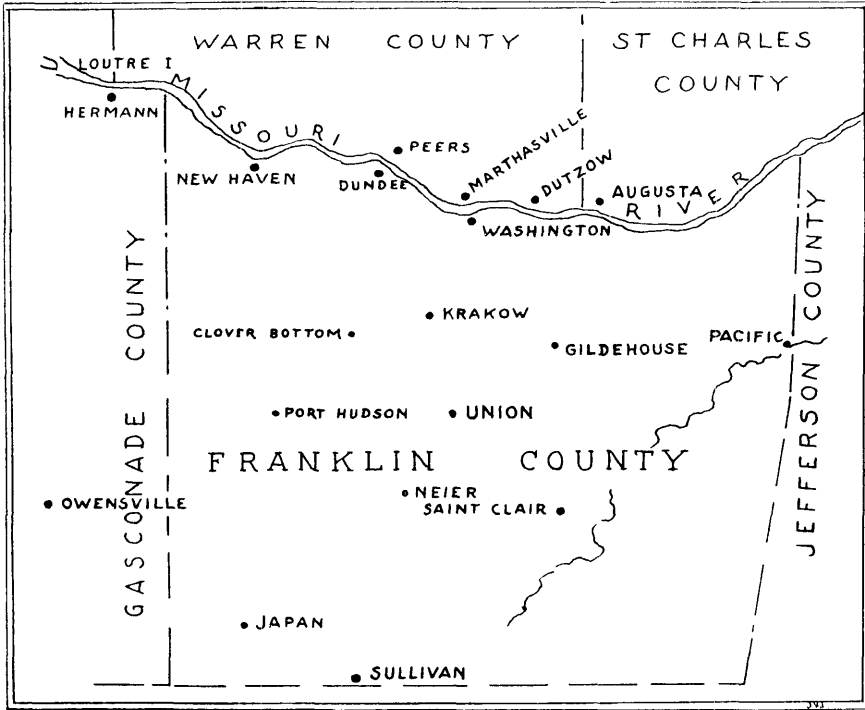 WARREN COUNTY
ST CHARLES
COUNTY
LOUTRE I
MISSOURI
HERMANN
PEERS
MARTHASVILLE
NEW HAVEN
DUNDEE
DUTZOW
AUGUSTA
RIVER
WASHINGTON
GASCONADE COUNTY
JEFFERSON COUNTY
KRAKOW
CLOVER BOTTOM
GILDEHOUSE
PACIFIC
PORT HUDSON
UNION
FRANKLIN COUNTY
NEIER
OWENSVILLE
SAINT CLAIR
JAPAN
SULLIVAN